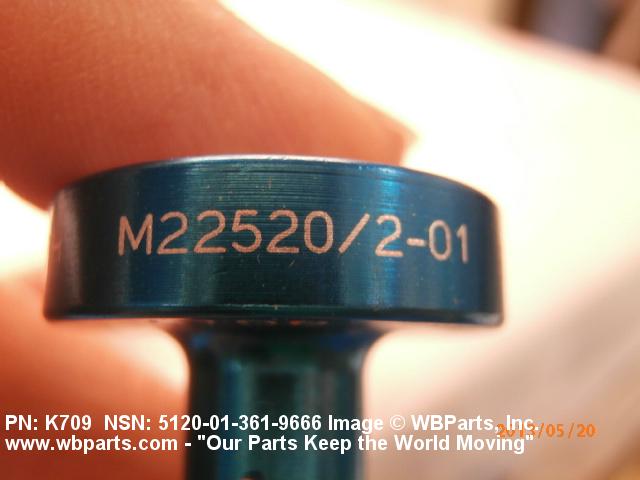 M22520/2-01
PN: K709 NSN: 5120-01-361-9666 Image © WBParts, Inc.
www.wbparts.com - "Our Parts Keep the World Moving"